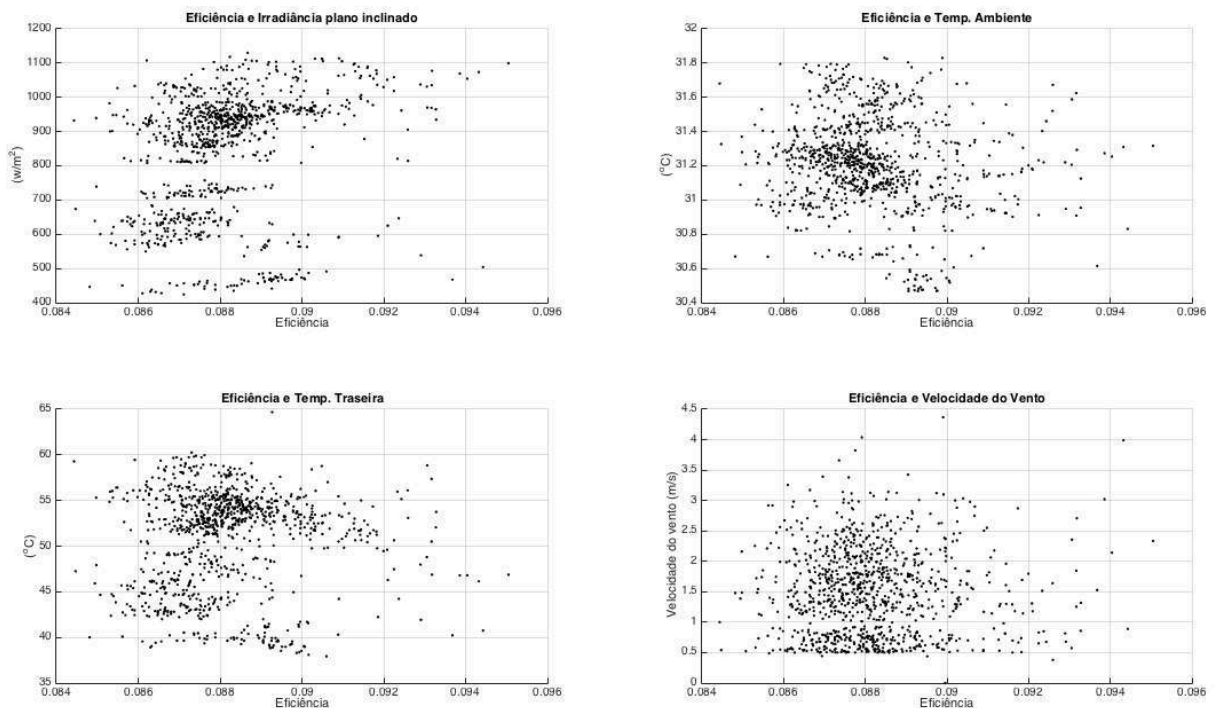 Eficiência e Irradiância plano inclinado
1200
1100
1000
900
800
700
600
500
400
(w/m²)
0.084 0.086 0.088 0.09 0.092 0.094 0.096
Eficiência
Eficiência e Temp. Ambiente
32
31.8
31.6
31.4
31.2
31
30.8
30.6
30.4
(°C)
0.084 0.086 0.088 0.09 0.092 0.094 0.096
Eficiência
Eficiência e Temp. Traseira
65
60
55
50
45
40
35
(°C)
0.084 0.086 0.088 0.09 0.092 0.094 0.096
Eficiência
Eficiência e Velocidade do Vento
4.5
4
3.5
3
2.5
2
1.5
1
0.5
0
Velocidade do vento (m/s)
0.084 0.086 0.088 0.09 0.092 0.094 0.096
Eficiência